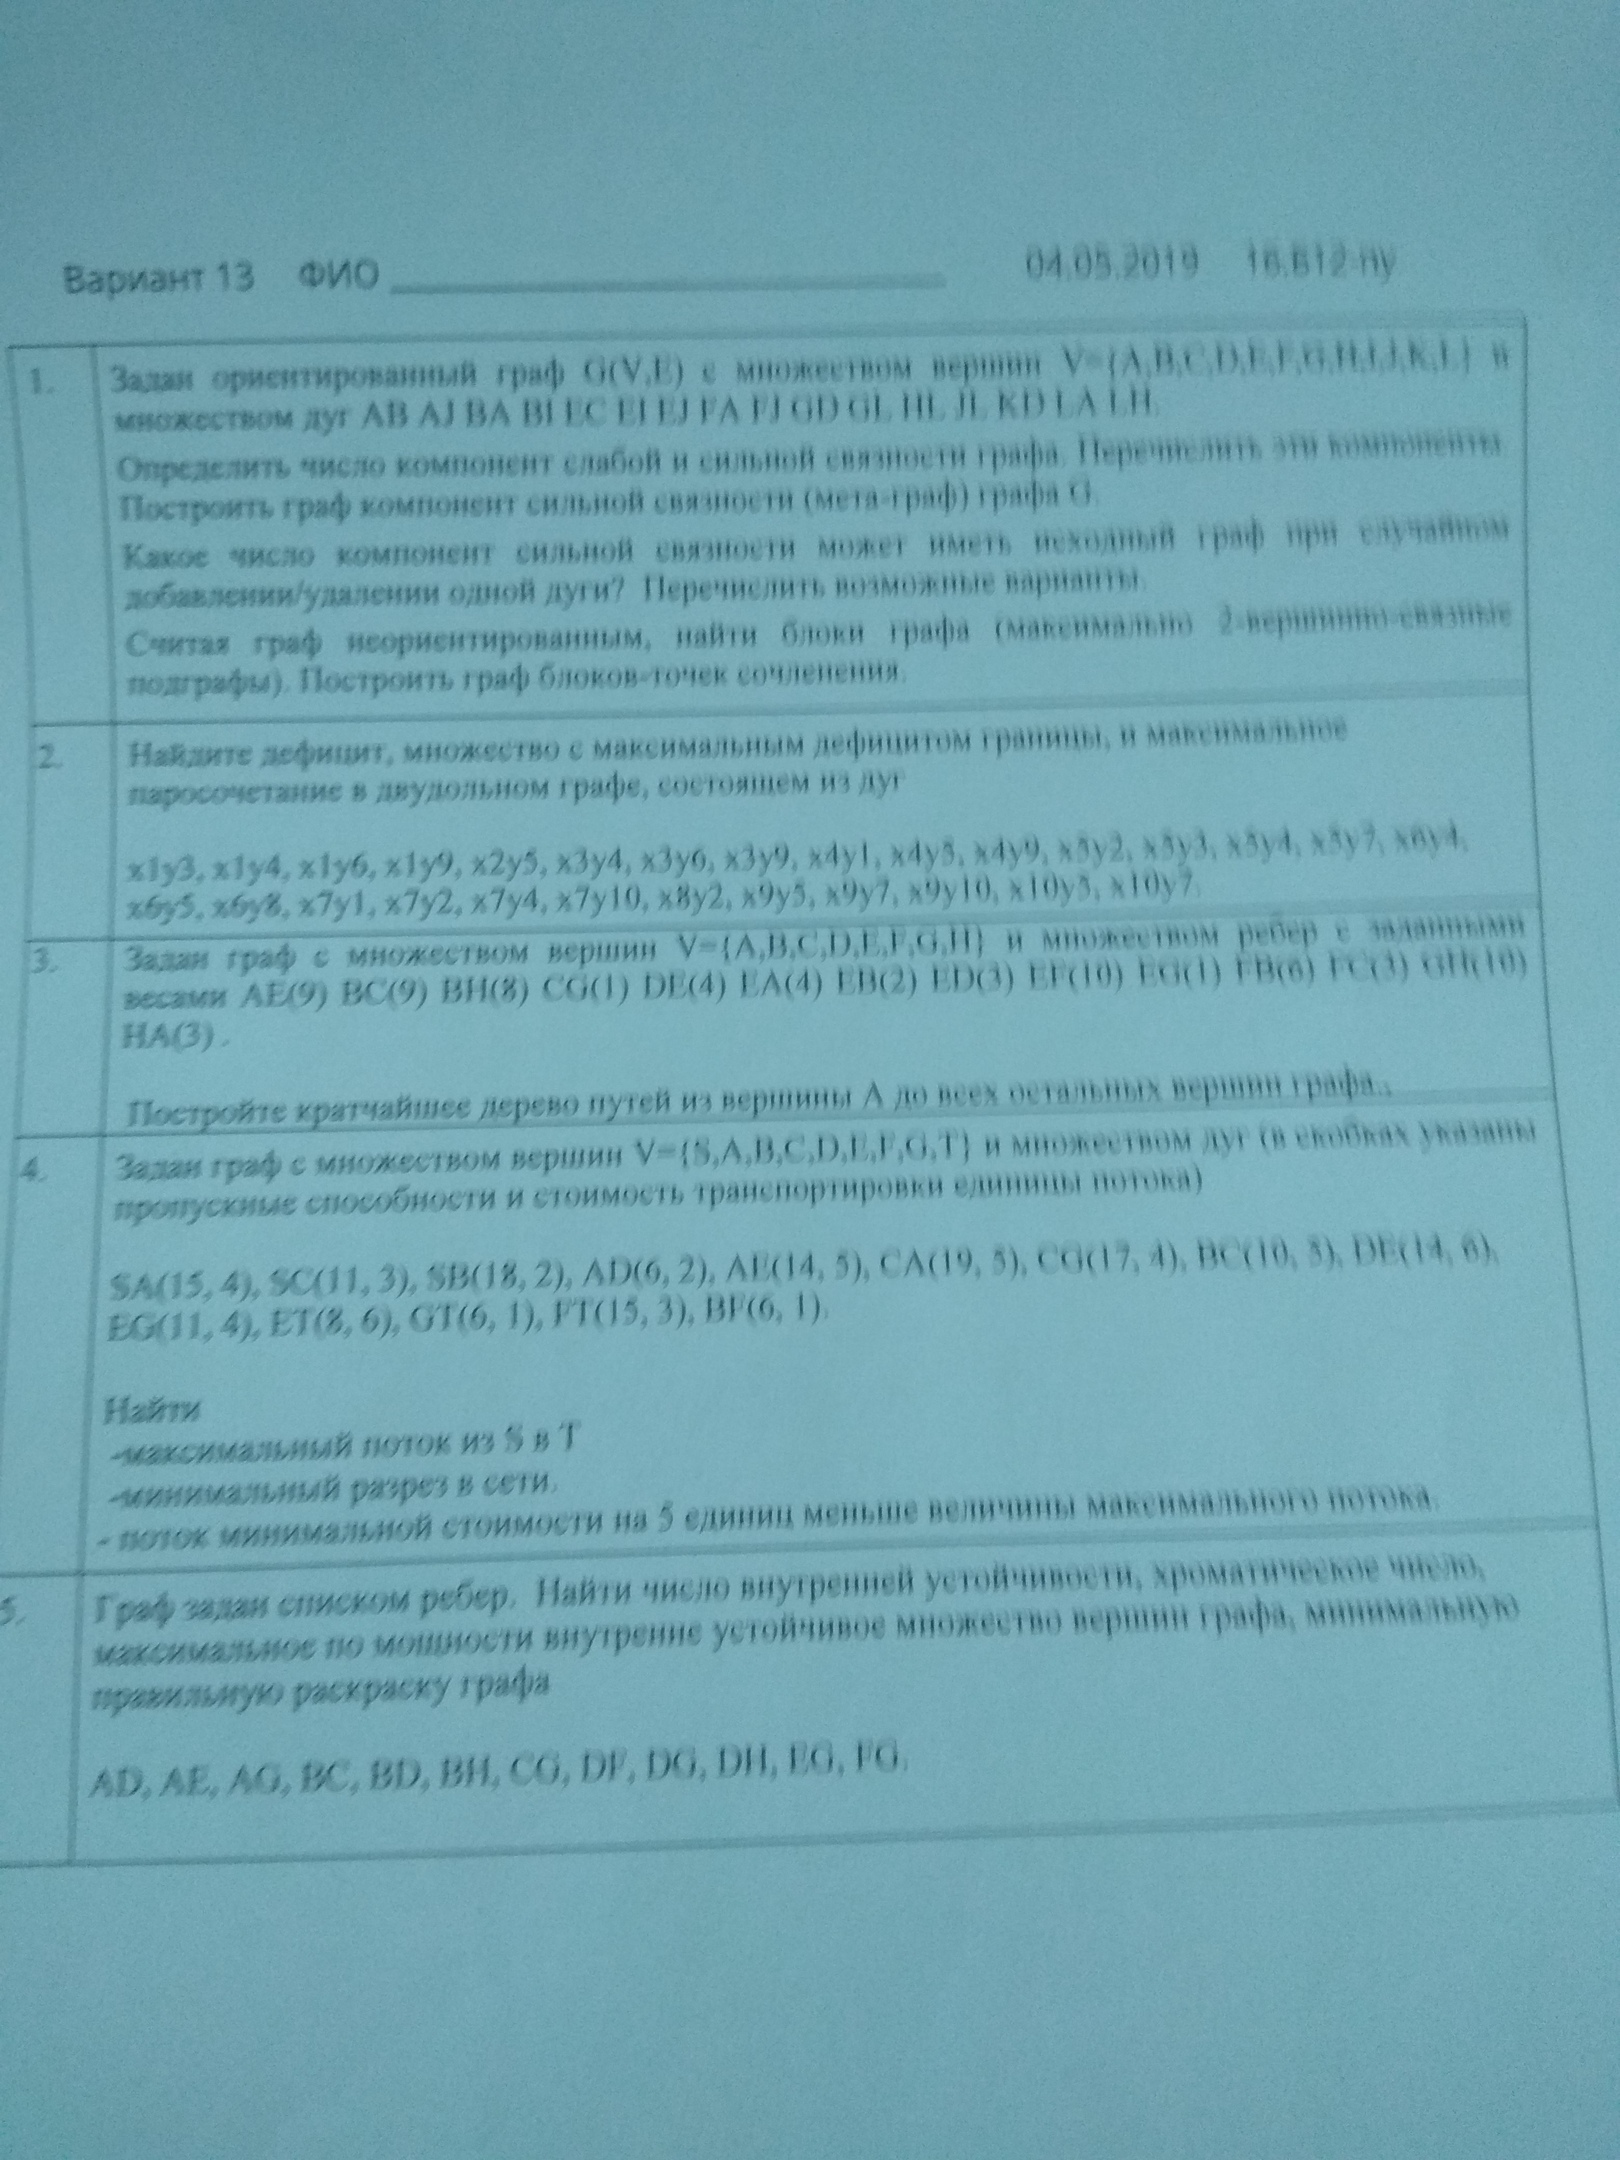 Вариант 13 ФИО 04.05.2019
1. Задан ориентированный граф G(V,E) с множеством вершин V={A,B,C,D,E,F,G,H,I,J,K,L} и
множеством дуг AB AJ BA BI EC EI EJ FA FJ GD GL HL JL KD LA LH.
Определить число компонент слабой и сильной связности графа. Перечислить эти компоненты.
Построить граф компонент сильной связности (мета-граф) графа G.
Какое число компонент сильной связности может иметь исходный граф при случайном
добавлении/удалении одной дуги? Перечислить возможные варианты.
Считая граф неориентированным, найти блоки графа (максимально 2-вершинно-связные
подграфы). Построить граф блоков-точек сочленения.
2. Найдите дефицит, множество с максимальным дефицитом границы, и максимальное
паросочетание в двудольном графе, состоящем из дуг
x1y3, x1y4, x1y6, x1y9, x2y5, x3y4, x3y6, x3y9, x4y1, x4y5, x4y9, x5y2, x5y3, x5y4, x5y7, x6y4,
x6y5, x6y8, x7y1, x7y2, x7y4, x7y10, x8y2, x9y5, x9y7, x9y10, x10y5, x10y7.
3. Задан граф с множеством вершин V={A,B,C,D,E,F,G,H} и множеством ребер с заданными
весами AE(9) BC(9) BH(8) CG(1) DE(4) EA(4) EB(2) ED(3) EF(10) EG(1) FB(6) FC(3) GH(10)
HA(3) .
Постройте кратчайшее дерево путей из вершины A до всех остальных вершин графа.,
4. Задан граф с множеством вершин V={S,A,B,C,D,E,F,G,T} и множеством дуг (в скобках указаны
пропускные способности и стоимость транспортировки единицы потока)
SA(15, 4), SC(11, 3), SB(18, 2), AD(6, 2), AE(14, 5), CA(19, 5), CG(17, 4), BC(10, 3), DE(14, 6),
EG(11, 4), ET(8, 6), GT(6, 1), FT(15, 3), BF(6, 1).
Найти
-максимальный поток из S в T
-минимальный разрез в сети.
- поток минимальной стоимости на 5 единиц меньше величины максимального потока.
5. Граф задан списком ребер. Найти число внутренней устойчивости, хроматическое число,
максимальное по мощности внутренне устойчивое множество вершин графа, минимальную
правильную раскраску графа
AD, AE, AG, BC, BD, BH, CG, DF, DG, DH, EG, FG.